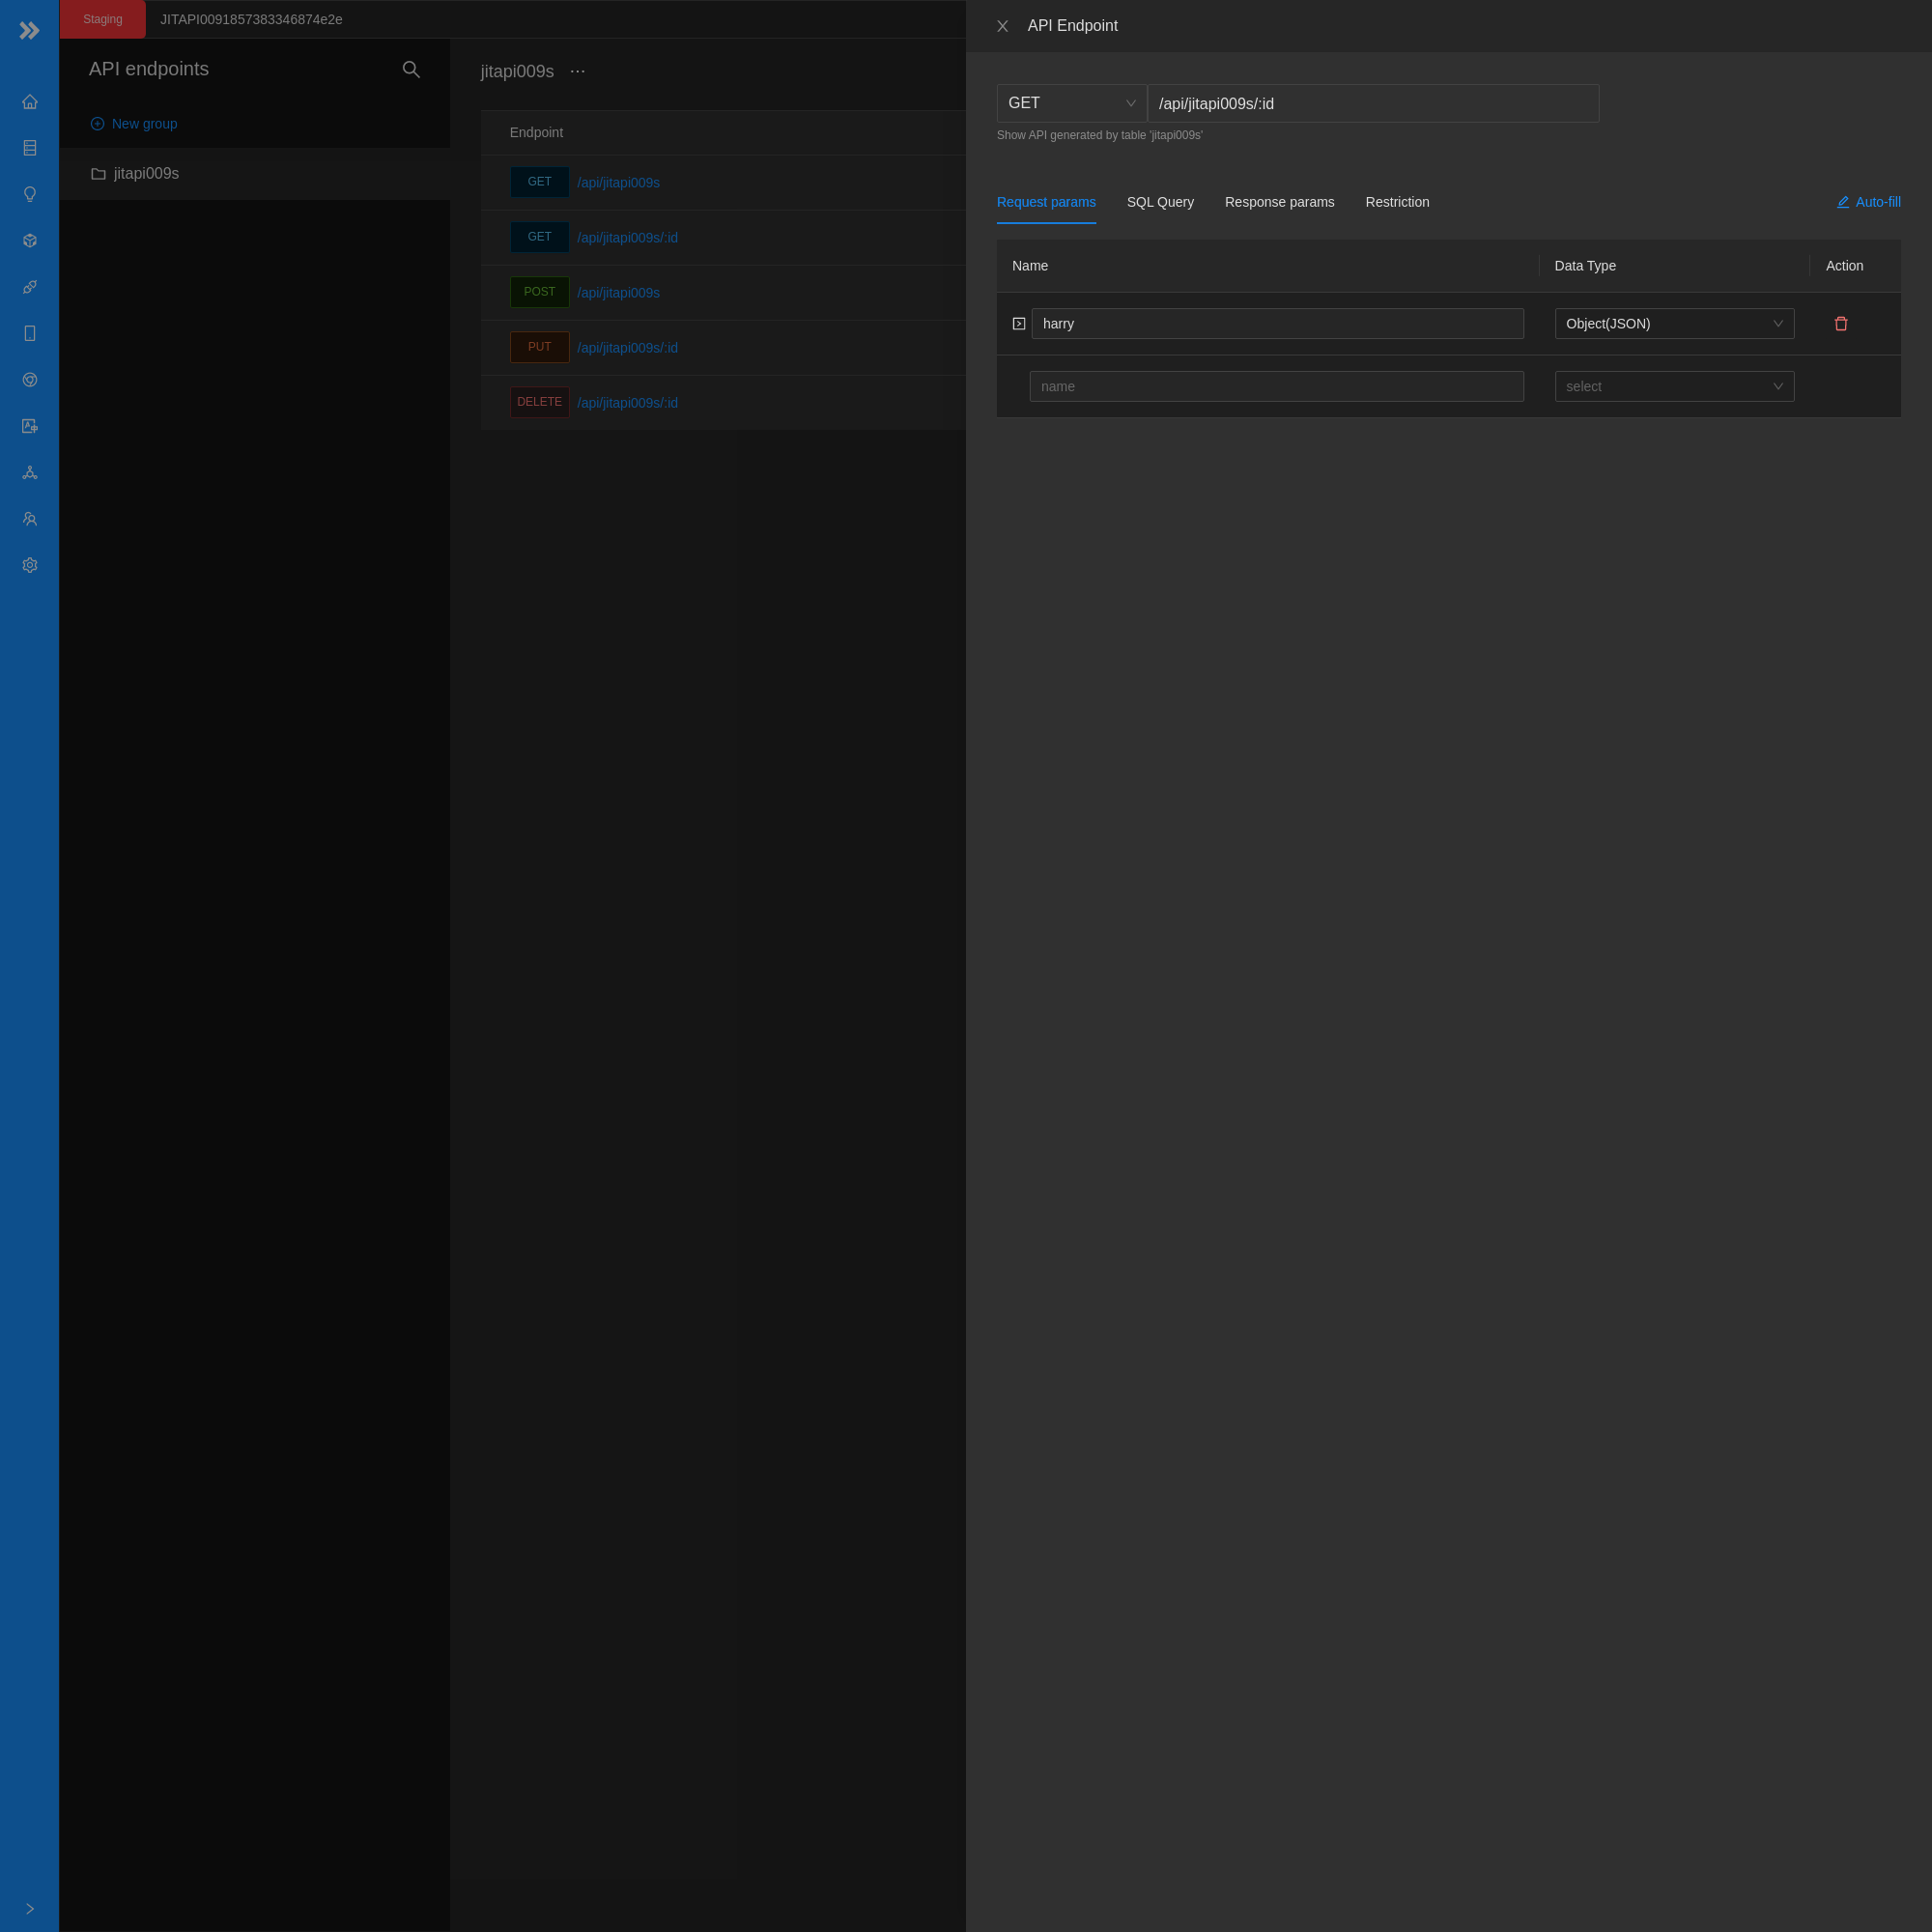 Staging
JITAPI0091857383346874e2e
API endpoints
New group
jitapi009s
jitapi009s
Endpoint
GET /api/jitapi009s
GET /api/jitapi009s/:id
POST /api/jitapi009s
PUT /api/jitapi009s/:id
DELETE /api/jitapi009s/:id
API Endpoint
GET /api/jitapi009s/:id
Show API generated by table 'jitapi009s'
Request params SQL Query Response params Restriction Auto-fill
Name Data Type Action
harry Object(JSON)
name select